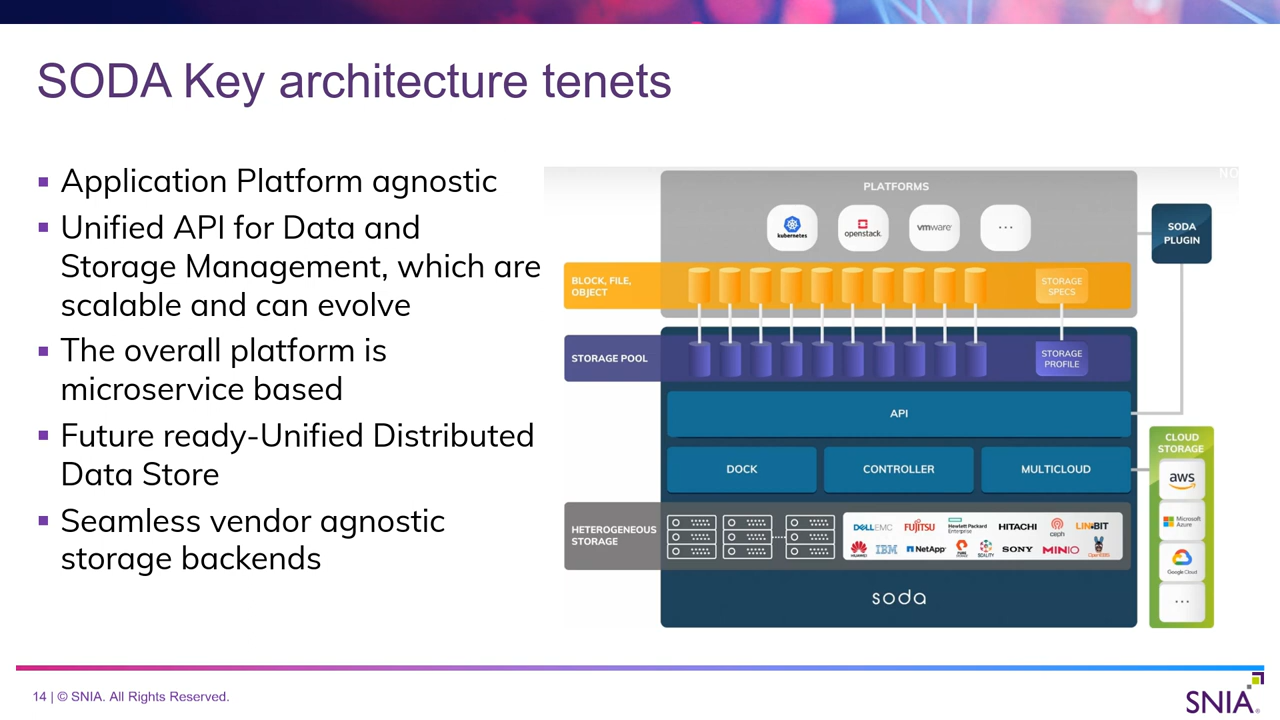 SODA Key architecture tenets
Application Platform agnostic
Unified API for Data and
Storage Management, which are
scalable and can evolve
The overall platform is
microservice based
Future ready-Unified Distributed
Data Store
Seamless vendor agnostic
storage backends
NO
PLATFORMS
kubernetes
openstack.
vmware
...
SODA
PLUGIN
BLOCK, FILE,
OBJECT
STORAGE
SPECS
STORAGE POOL
STORAGE
PROFILE
API
DOCK
CONTROLLER
MULTICLOUD
CLOUD
STORAGE
aws
Microsoft
Azure
Google Cloud
...
HETEROGENEOUS
STORAGE
DELLEMC
FUJITSU
Hewlett Packard
Enterprise
HITACHI
ceph
LINBIT
HUAWEI
IBM
NetApp
PURE
SCALITY
SONY
MINIO
OpenEBS
soda
14 | © SNIA. All Rights Reserved.
SNIA